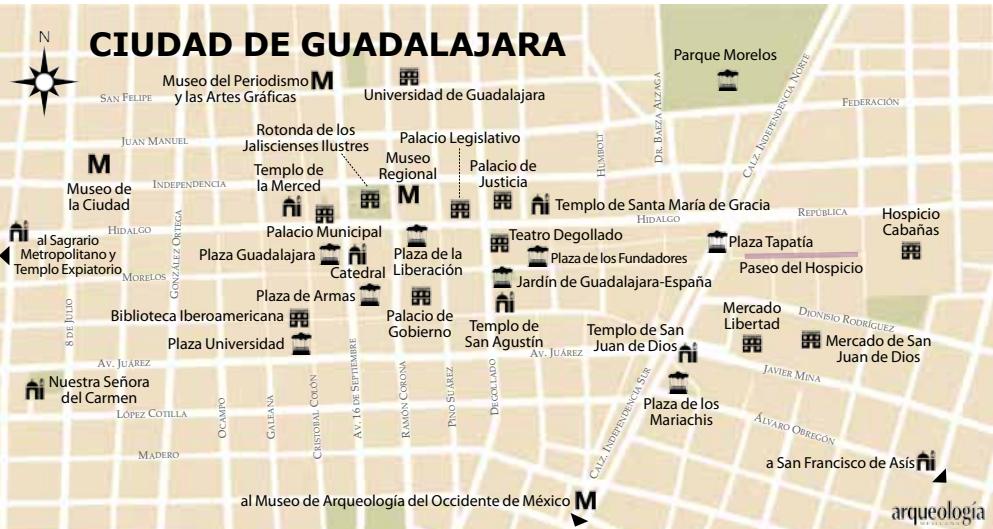 CIUDAD DE GUADALAJARA
N
Museo del Periodismo
y las Artes Gráficas
M
Universidad de Guadalajara
Parque Morelos
SAN FELIPE
FEDERACIÓN
DR. BAEZA ALZAGA
CALZ. INDEPENDENCIA NORTE
JUAN MANUEL
HUMBOLT
Rotonda de los
Jaliscienses Ilustres
Palacio Legislativo
M
Museo de
la Ciudad
INDEPENDENCIA
Templo de
la Merced
Museo
Regional
M
Palacio de
Justicia
Templo de Santa María de Gracia
HIDALGO
REPÚBLICA
Hospicio
Cabañas
HIDALGO
GONZÁLEZ ORTEGA
Palacio Municipal
al Sagrario
Metropolitano y
Templo Expiatorio
Plaza Guadalajara
Catedral
Plaza de la
Liberación
Teatro Degollado
Plaza de los Fundadores
Plaza Tapatía
Paseo del Hospicio
MORELOS
Jardín de Guadalajara-España
Plaza de Armas
Biblioteca Iberoamericana
Palacio de
Gobierno
Templo de
San Agustín
Mercado
Libertad
DIONISIO RODRÍGUEZ
8 DE JULIO
Plaza Universidad
Templo de San
Juan de Dios
Mercado de San
Juan de Dios
AV. JUÁREZ
AV. JUÁREZ
JAVIER MINA
Nuestra Señora
del Carmen
LÓPEZ COTILLA
OCAMPO
GALEANA
CRISTOBAL COLÓN
AV. 16 DE SEPTIEMBRE
RAMÓN CORONA
PINO SUÁREZ
DEGOLLADO
CALZ. INDEPENDENCIA SUR
Plaza de los
Mariachis
ÁLVARO OBREGÓN
MADERO
a San Francisco de Asís
al Museo de Arqueología del Occidente de México
M
arqueología
MEXICANA